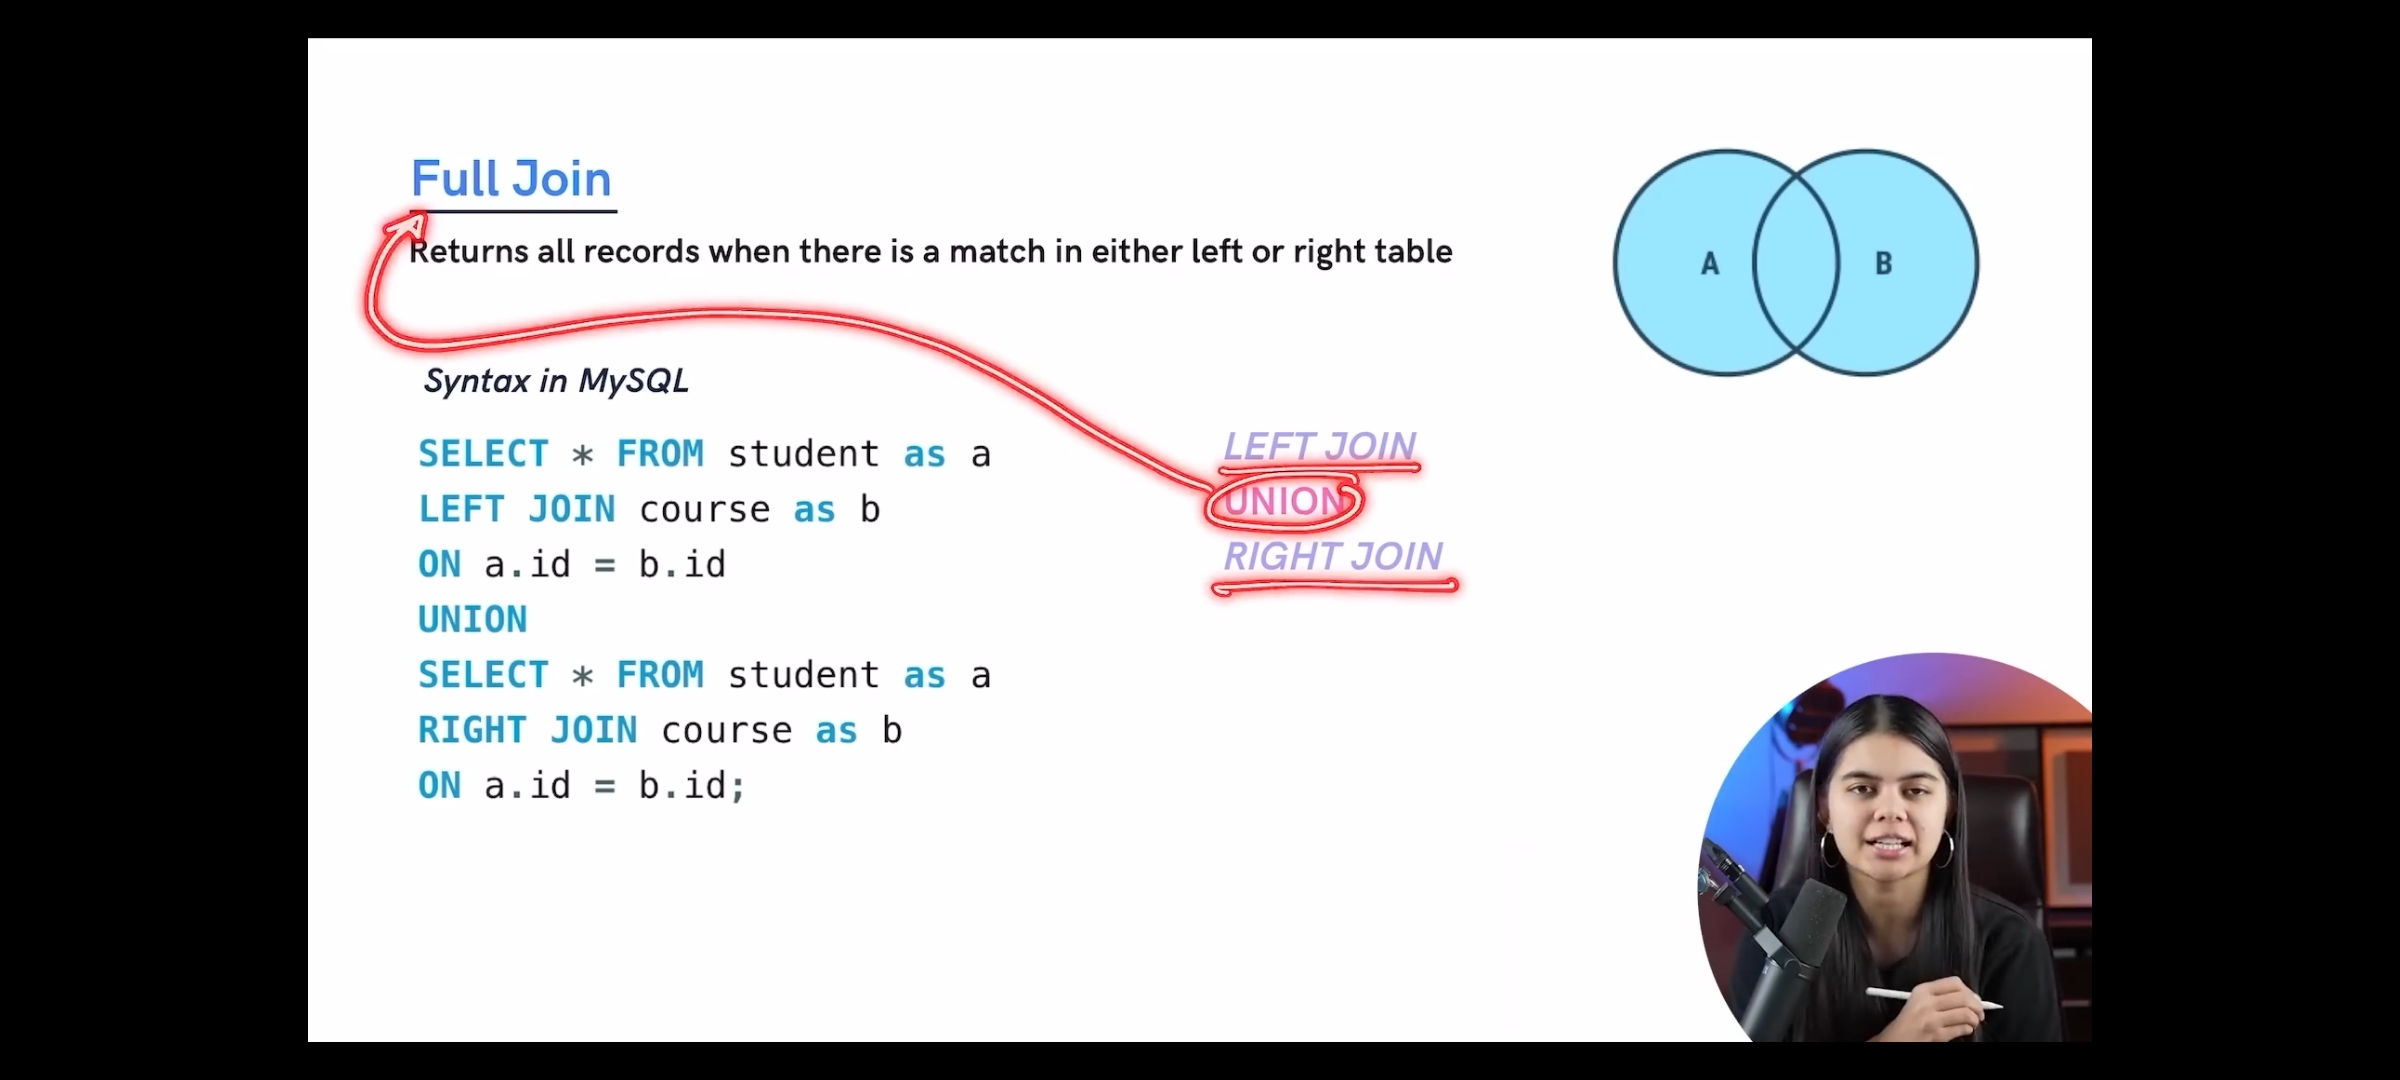 Full Join
Returns all records when there is a match in either left or right table
A
B
Syntax in MySQL
SELECT * FROM student as a
LEFT JOIN course as b
ON a.id = b.id
UNION
SELECT * FROM student as a
RIGHT JOIN course as b
ON a.id = b.id;
LEFT JOIN
UNION
RIGHT JOIN